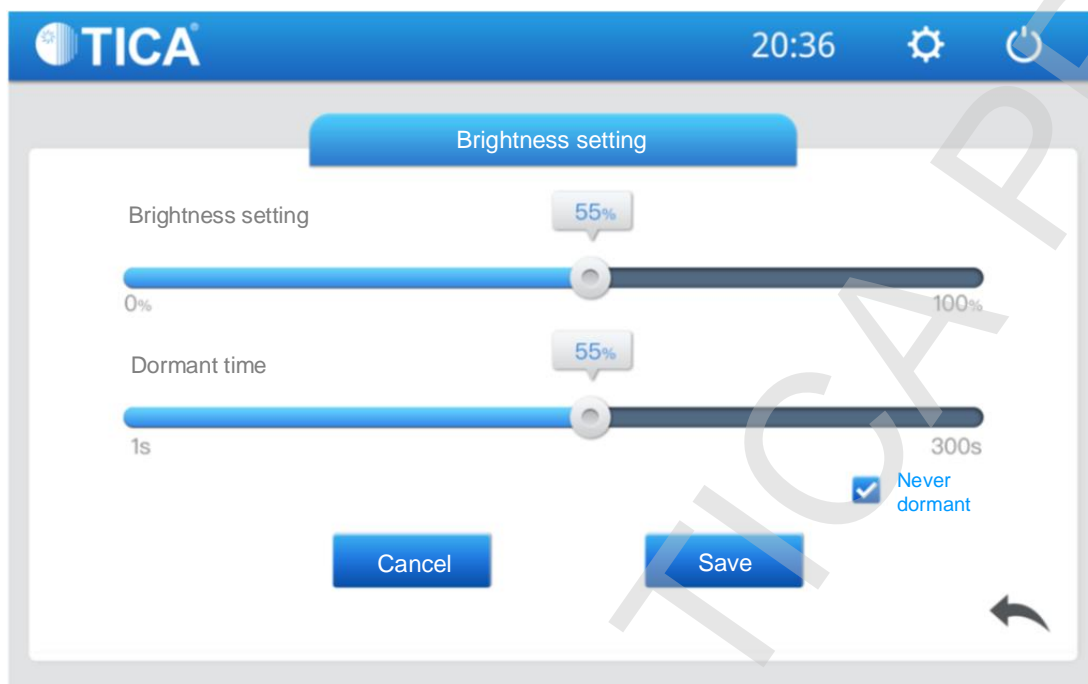 TICA®
20:36
Brightness setting
Brightness setting
55%
0%
100%
Dormant time
55%
1s
300s
Never
dormant
Cancel
Save
TICA